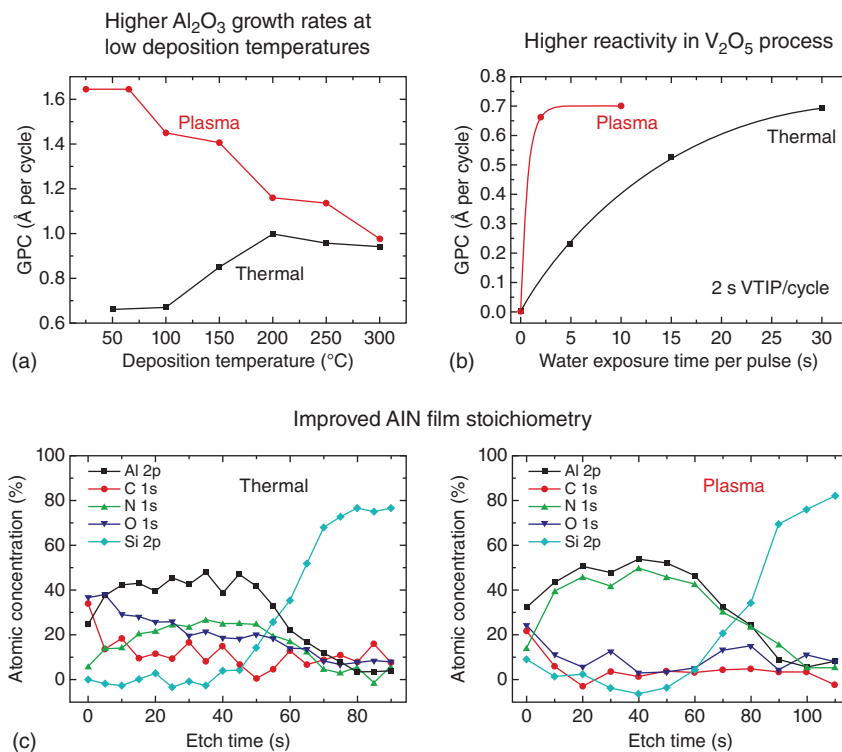 Higher Al₂O₃ growth rates at
low deposition temperatures
1.6
1.4
1.2
1.0
0.8
0.6
GPC (Å per cycle)
Plasma
Thermal
50 100 150 200 250 300
(a) Deposition temperature (°C)
Higher reactivity in V₂O₅ process
0.8
0.7
0.6
0.5
0.4
0.3
0.2
0.1
0.0
GPC (Å per cycle)
Plasma
Thermal
2 s VTIP/cycle
0 5 10 15 20 25 30
(b) Water exposure time per pulse (s)
Improved AlN film stoichiometry
100
80
60
40
20
0
Atomic concentration (%)
Al 2p
C 1s
N 1s
O 1s
Si 2p
Thermal
0 20 40 60 80
(c) Etch time (s)
100
80
60
40
20
0
Atomic concentration (%)
Al 2p
C 1s
N 1s
O 1s
Si 2p
Plasma
0 20 40 60 80 100
Etch time (s)